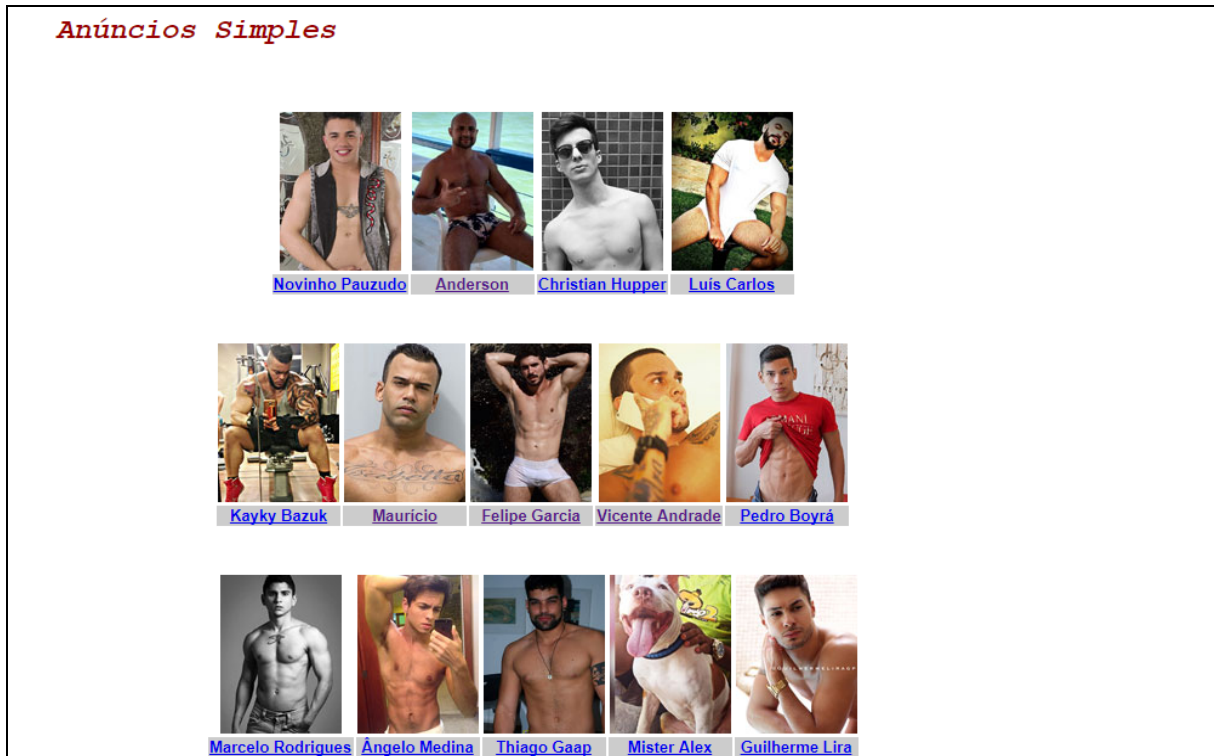 Anúncios Simples
Novinho Pauzudo Anderson Christian Hupper Luís Carlos
Kayky Bazuk Maurício Felipe Garcia Vicente Andrade Pedro Boyrá
Marcelo Rodrigues Ângelo Medina Thiago Gaap Mister Alex Guilherme Lira